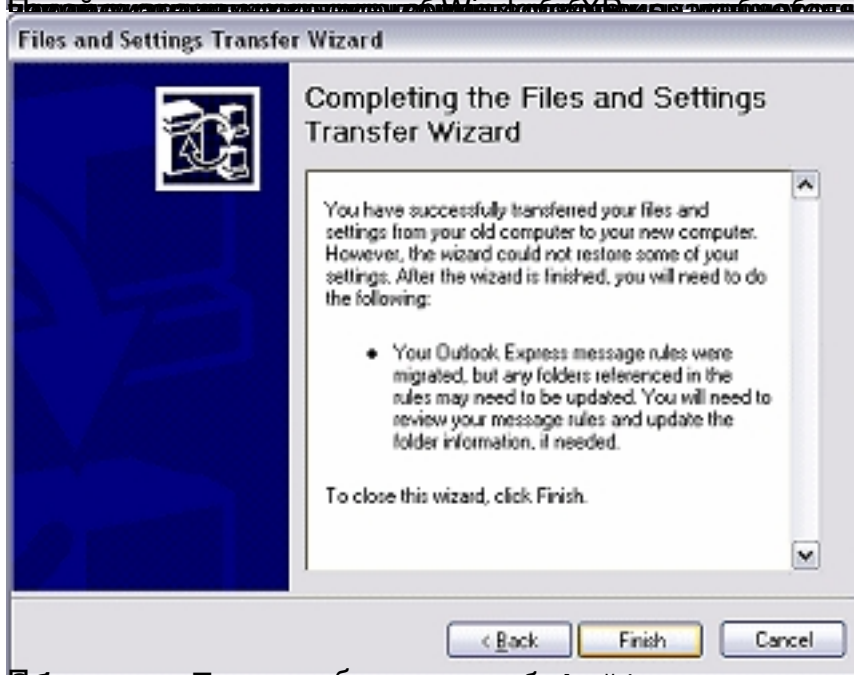 Files and Settings Transfer Wizard
Completing the Files and Settings
Transfer Wizard
You have successfully transferred your files and
settings from your old computer to your new computer.
However, the wizard could not restore some of your
settings. After the wizard is finished, you will need to do
the following:
• Your Outlook Express message rules were
migrated, but any folders referenced in the
rules may need to be updated. You will need to
review your message rules and update the
folder information, if needed.
To close this wizard, click Finish.
< Back
Finish
Cancel